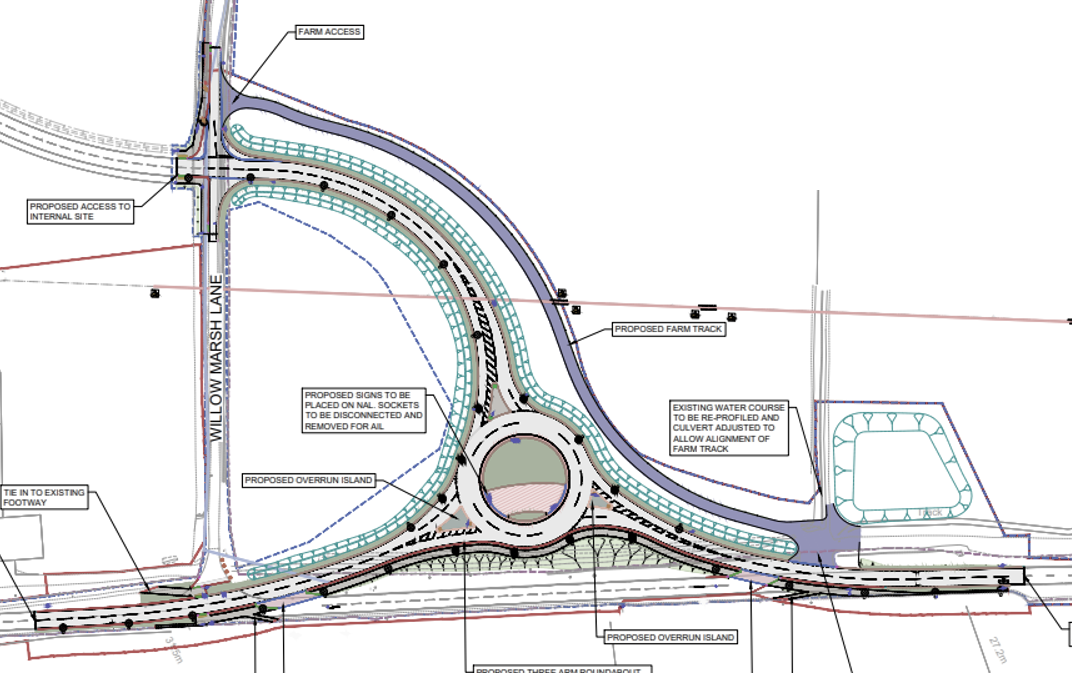 FARM ACCESS
PROPOSED ACCESS TO
INTERNAL SITE
WILLOW MARSH LANE
PROPOSED FARM TRACK
PROPOSED SIGNS TO BE
PLACED ON NAL. SOCKETS
TO BE DISCONNECTED AND
REMOVED FOR AIL
EXISTING WATER COURSE
TO BE RE-PROFILED AND
CULVERT ADJUSTED TO
ALLOW ALIGNMENT OF
FARM TRACK
PROPOSED OVERRUN ISLAND
TIE IN TO EXISTING
FOOTWAY
Track
PROPOSED OVERRUN ISLAND
27.2m
PROPOSED THREE ARM ROUNDABOUT